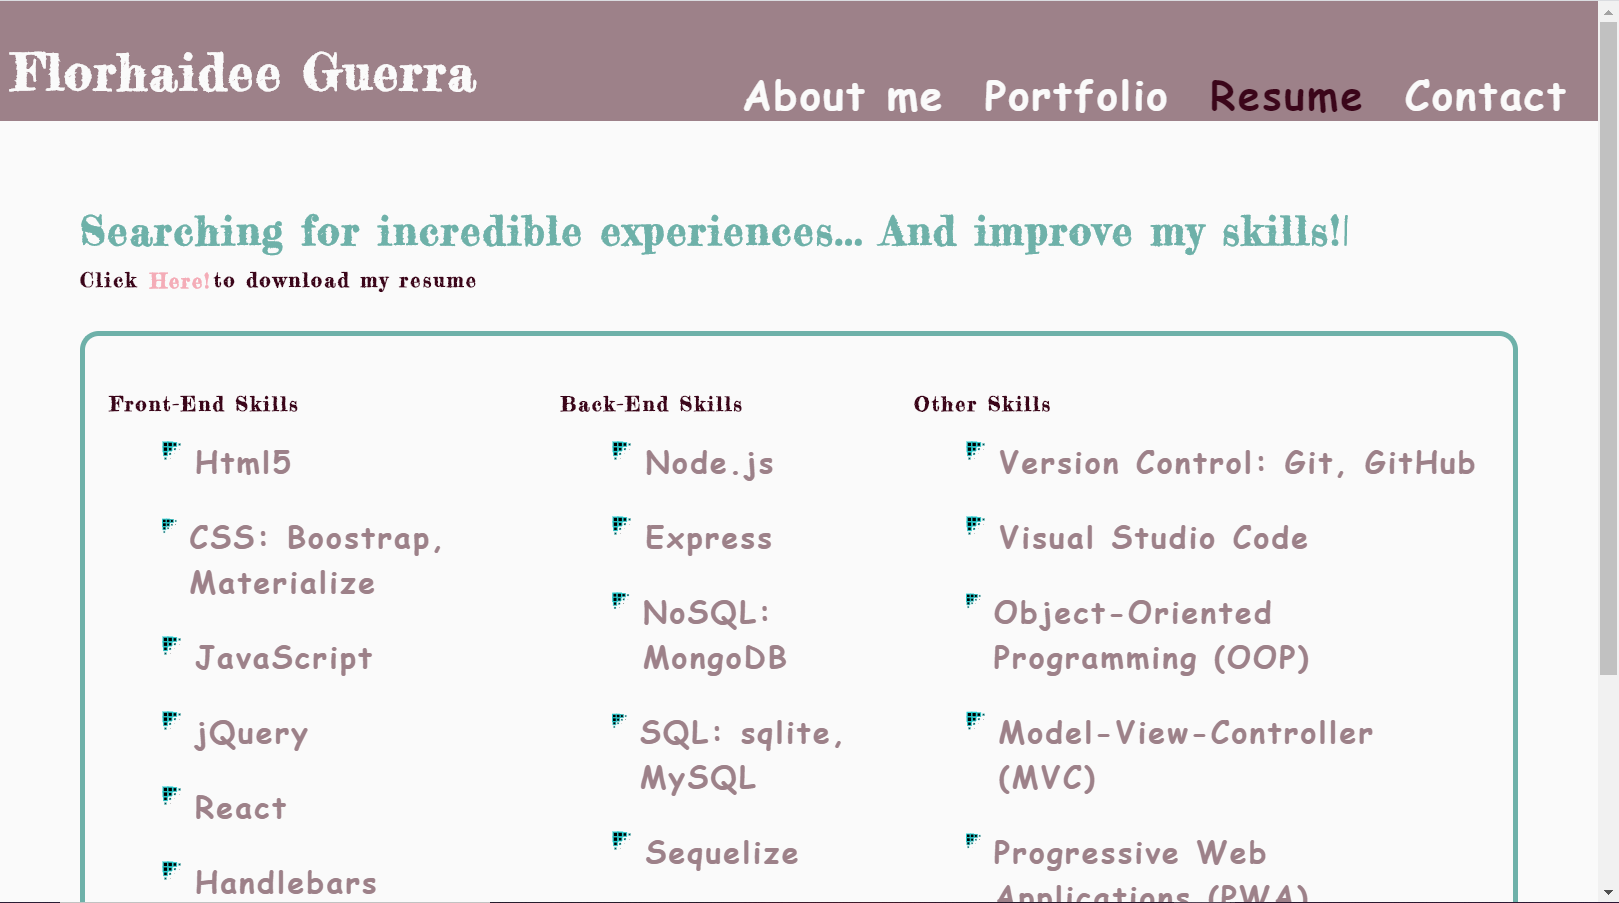 Florhaidee Guerra
About me Portfolio Resume Contact
Searching for incredible experiences... And improve my skills!|
Click Here! to download my resume
Front-End Skills
Html5
CSS: Boostrap,
Materialize
JavaScript
jQuery
React
Handlebars
Back-End Skills
Node.js
Express
NoSQL:
MongoDB
SQL: sqlite,
MySQL
Sequelize
Other Skills
Version Control: Git, GitHub
Visual Studio Code
Object-Oriented
Programming (OOP)
Model-View-Controller
(MVC)
Progressive Web
Applications (PWA)